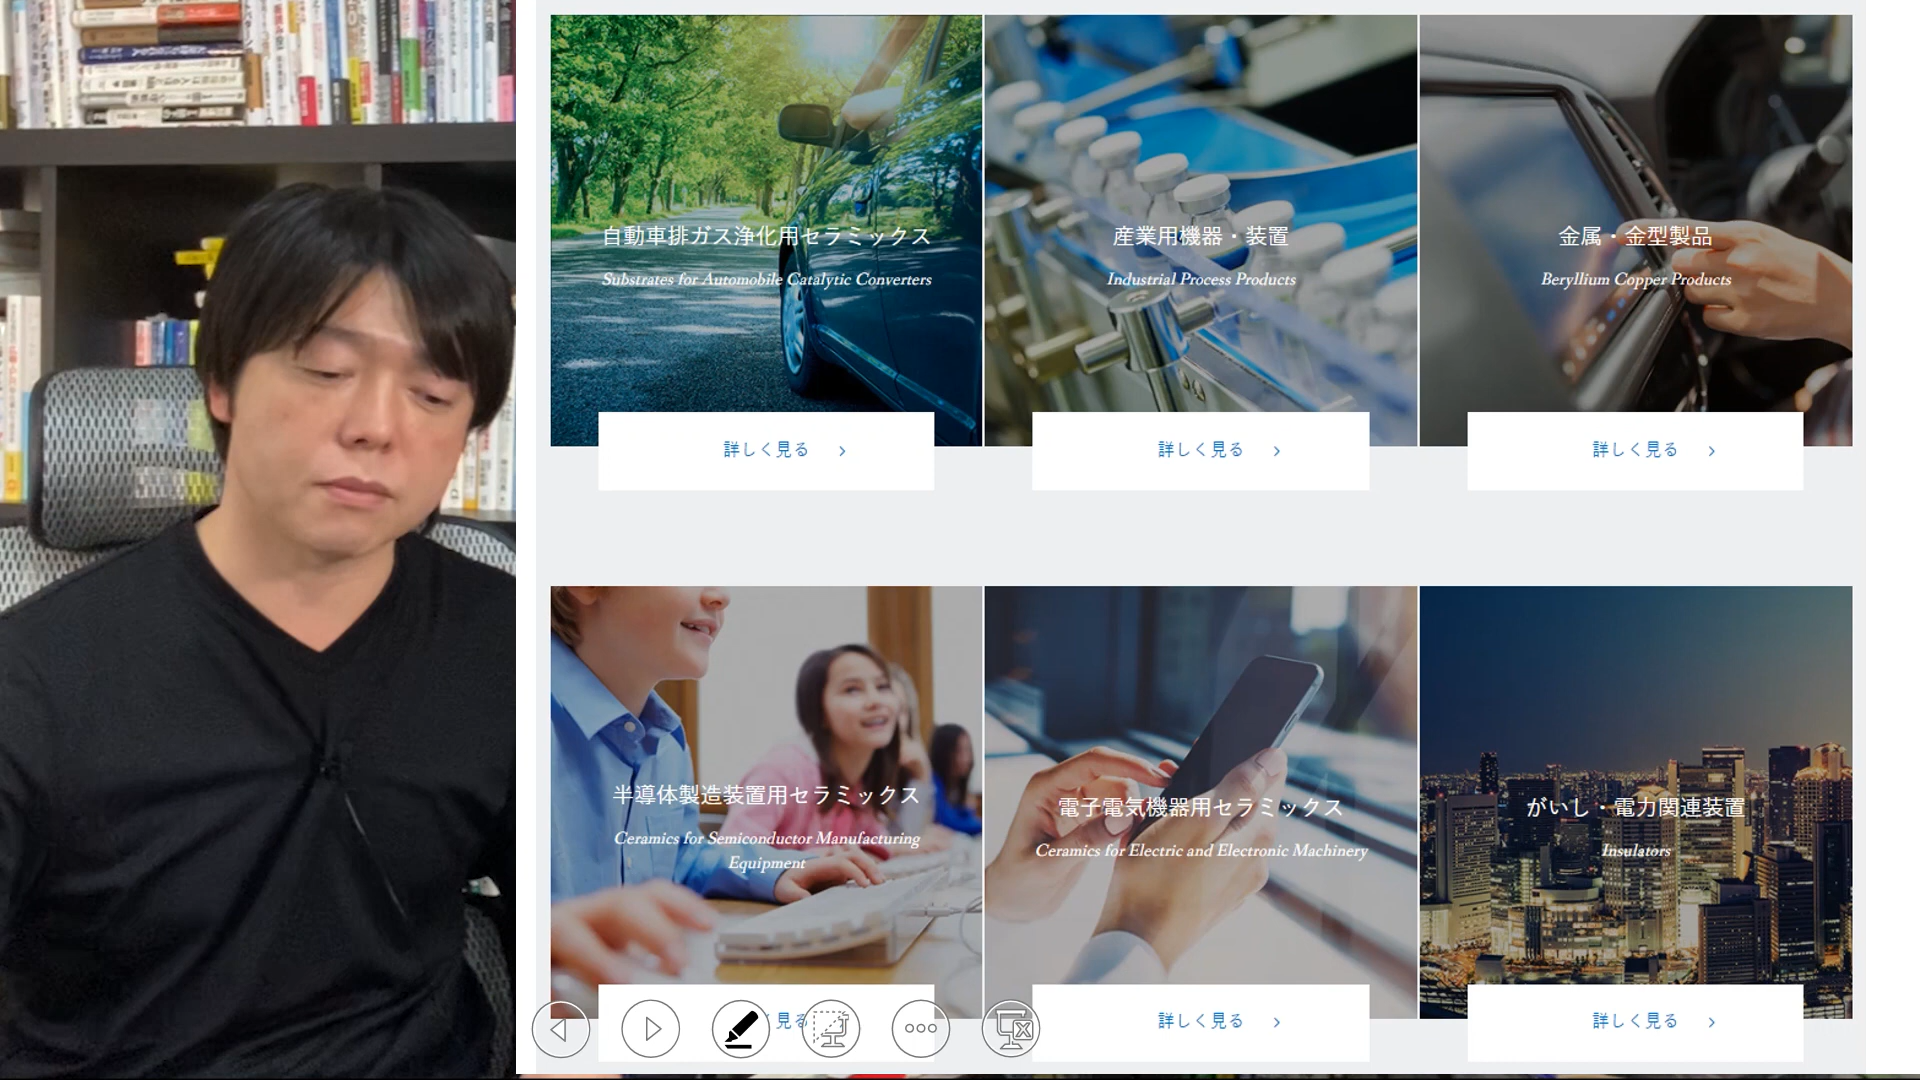 自動車排ガス浄化用セラミックス
Substrates for Automobile Catalytic Converters
詳しく見る
産業用機器・装置
Industrial Process Products
詳しく見る
金属・金型製品
Beryllium Copper Products
詳しく見る
半導体製造装置用セラミックス
Ceramics for Semiconductor Manufacturing
Equipment
見る
電子電気機器用セラミックス
Ceramics for Electric and Electronic Machinery
詳しく見る
がいし・電力関連装置
Insulators
詳しく見る